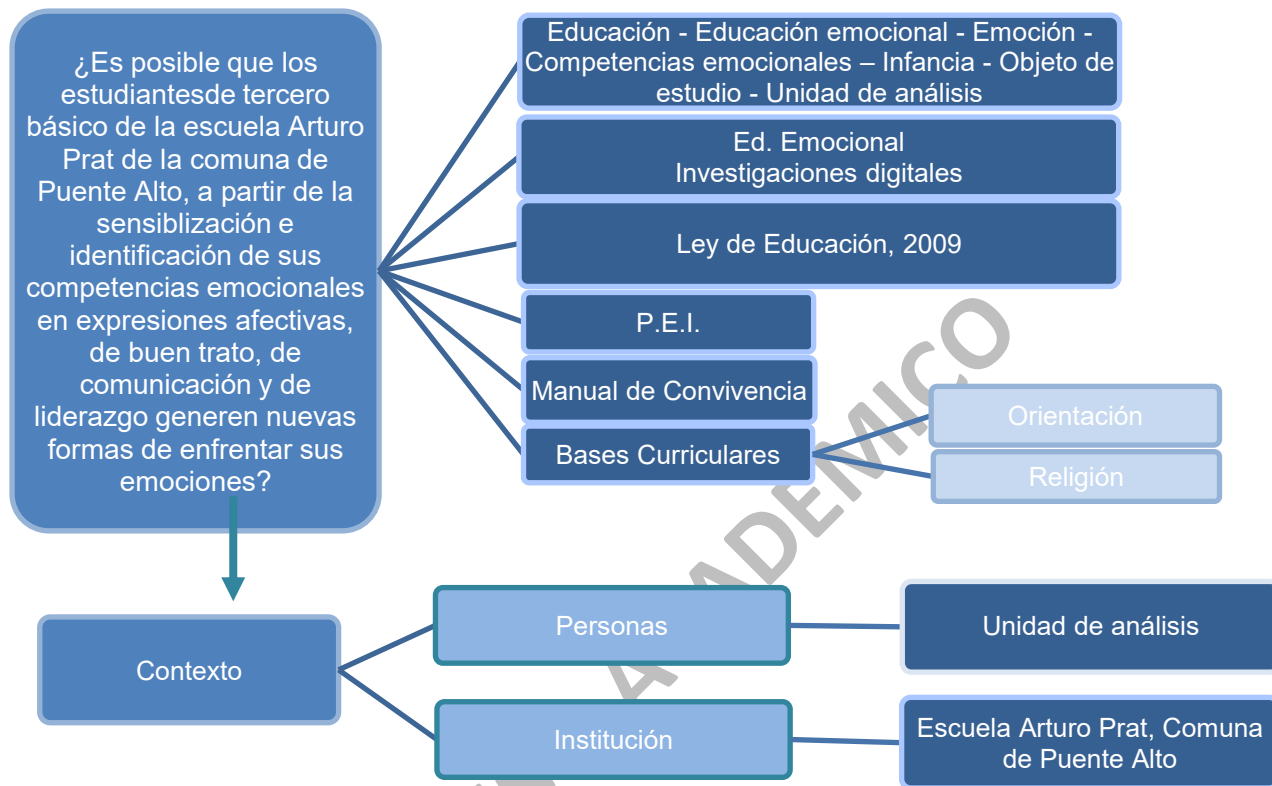 ¿Es posible que los
estudiantesde tercero
básico de la escuela Arturo
Prat de la comuna de
Puente Alto, a partir de la
sensiblización e
identificación de sus
competencias emocionales
en expresiones afectivas,
de buen trato, de
comunicación y de
liderazgo generen nuevas
formas de enfrentar sus
emociones?
Educación - Educación emocional - Emoción -
Competencias emocionales – Infancia - Objeto de
estudio - Unidad de análisis
Ed. Emocional
Investigaciones digitales
Ley de Educación, 2009
P.E.I.
Manual de Convivencia
Bases Curriculares
Orientación
Religión
Contexto
Personas
Unidad de análisis
Institución
Escuela Arturo Prat, Comuna
de Puente Alto